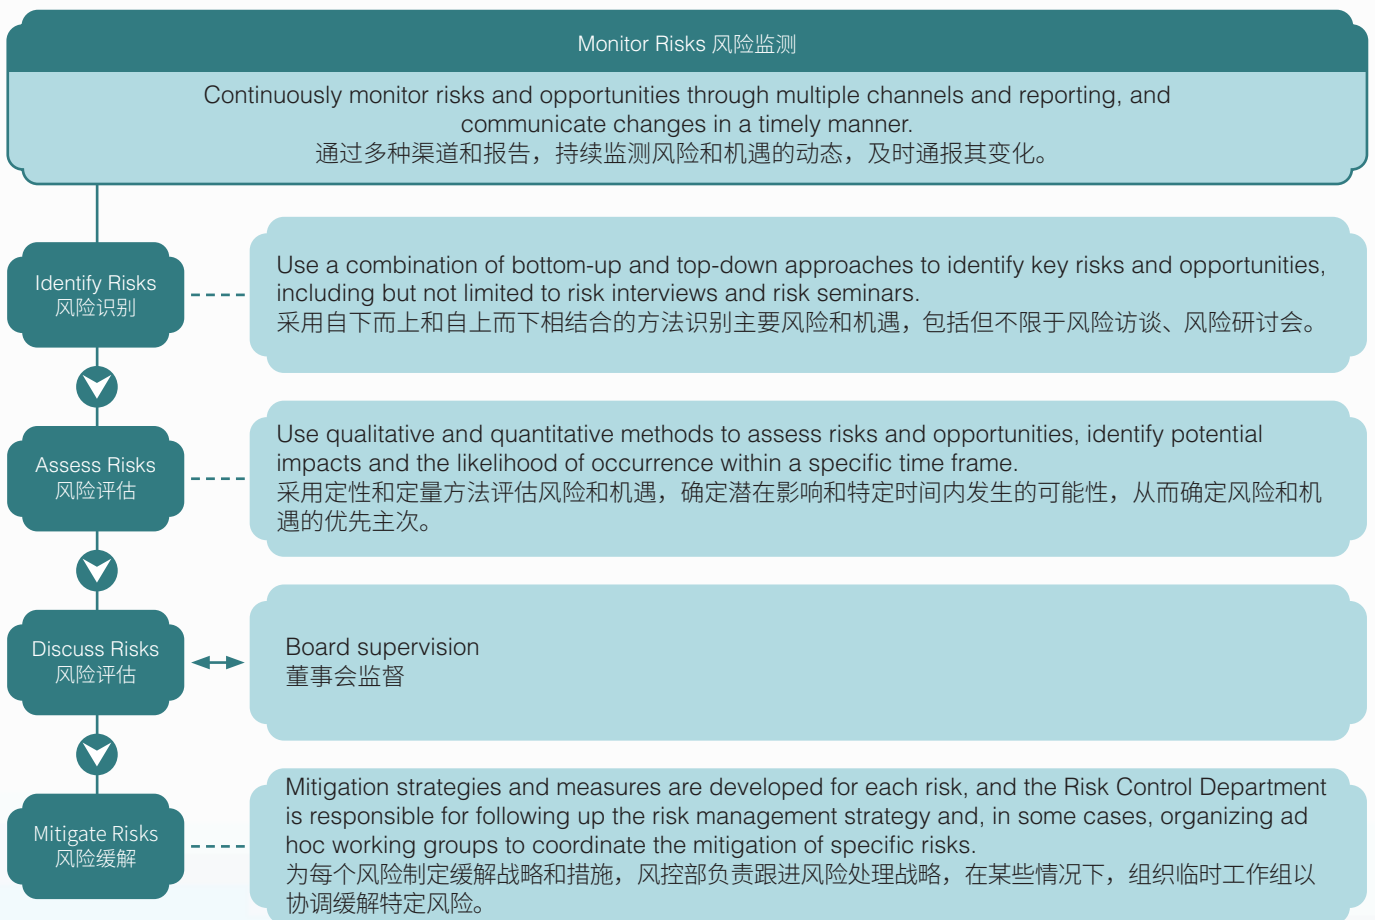 Monitor Risks 风险监测
Continuously monitor risks and opportunities through multiple channels and reporting, and
communicate changes in a timely manner.
通过多种渠道和报告，持续监测风险和机遇的动态，及时通报其变化。
Identify Risks
风险识别
Use a combination of bottom-up and top-down approaches to identify key risks and opportunities,
including but not limited to risk interviews and risk seminars.
采用自下而上和自上而下相结合的方法识别主要风险和机遇，包括但不限于风险访谈、风险研讨会。
Assess Risks
风险评估
Use qualitative and quantitative methods to assess risks and opportunities, identify potential
impacts and the likelihood of occurrence within a specific time frame.
采用定性和定量方法评估风险和机遇，确定潜在影响和特定时间内发生的可能性，从而确定风险和机
遇的优先主次。
Discuss Risks
风险评估
Board supervision
董事会监督
Mitigate Risks
风险缓解
Mitigation strategies and measures are developed for each risk, and the Risk Control Department
is responsible for following up the risk management strategy and, in some cases, organizing ad
hoc working groups to coordinate the mitigation of specific risks.
为每个风险制定缓解战略和措施，风控部负责跟进风险处理战略，在某些情况下，组织临时工作组以
协调缓解特定风险。